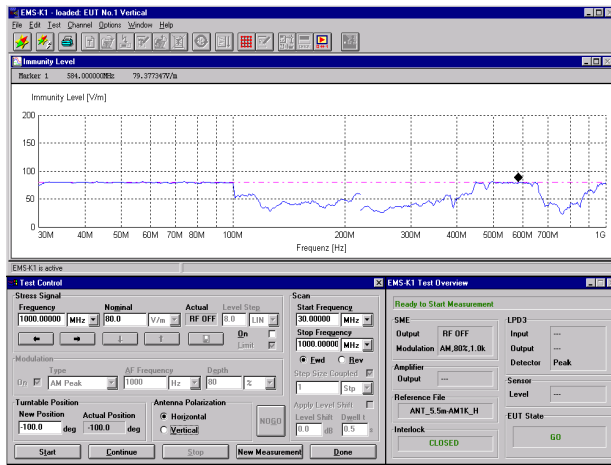 EMS-K1 - loaded: EUT No.1 Vertical
File Edit Test Channel Options Window Help
Immunity Level
Marker 1 584.000000MHz 79.377347V/m
Immunity Level [V/m]
200
150
100
50
0
30M 40M 50M 60M 70M 80M 100M 200M 300M 400M 500M 600M 700M 1G
Frequenz [Hz]
EMS-K1 is active
Test Control
Stress Signal
Frequency Nominal Actual Level Step
1000.00000 MHz 80.0 V/m RF OFF 8.0 LIN
On
Limit
Modulation
Type AF Frequency Depth
On AM Peak 1000 Hz 80 %
Turntable Position
New Position Actual Position
-100.0 deg -100.0 deg
Antenna Polarization
Horizontal
Vertical
NOGO
Scan
Start Frequency
30.00000 MHz
Stop Frequency
1000.00000 MHz
Fwd Rev
Step Size Coupled
1 Stp
Apply Level Shift
Level Shift Dwell t
0.0 dB 0.5 s
Start Continue Stop New Measurement Done
EMS-K1 Test Overview
Ready to Start Measurement
SME
Output RF OFF
Modulation AM,80%,1.0k
Amplifier
Output ---
Reference File
ANT_5.5m-AM1K_H
Interlock
CLOSED
LPD3
Input ---
Output ---
Detector Peak
Sensor
Level ---
EUT State
GO